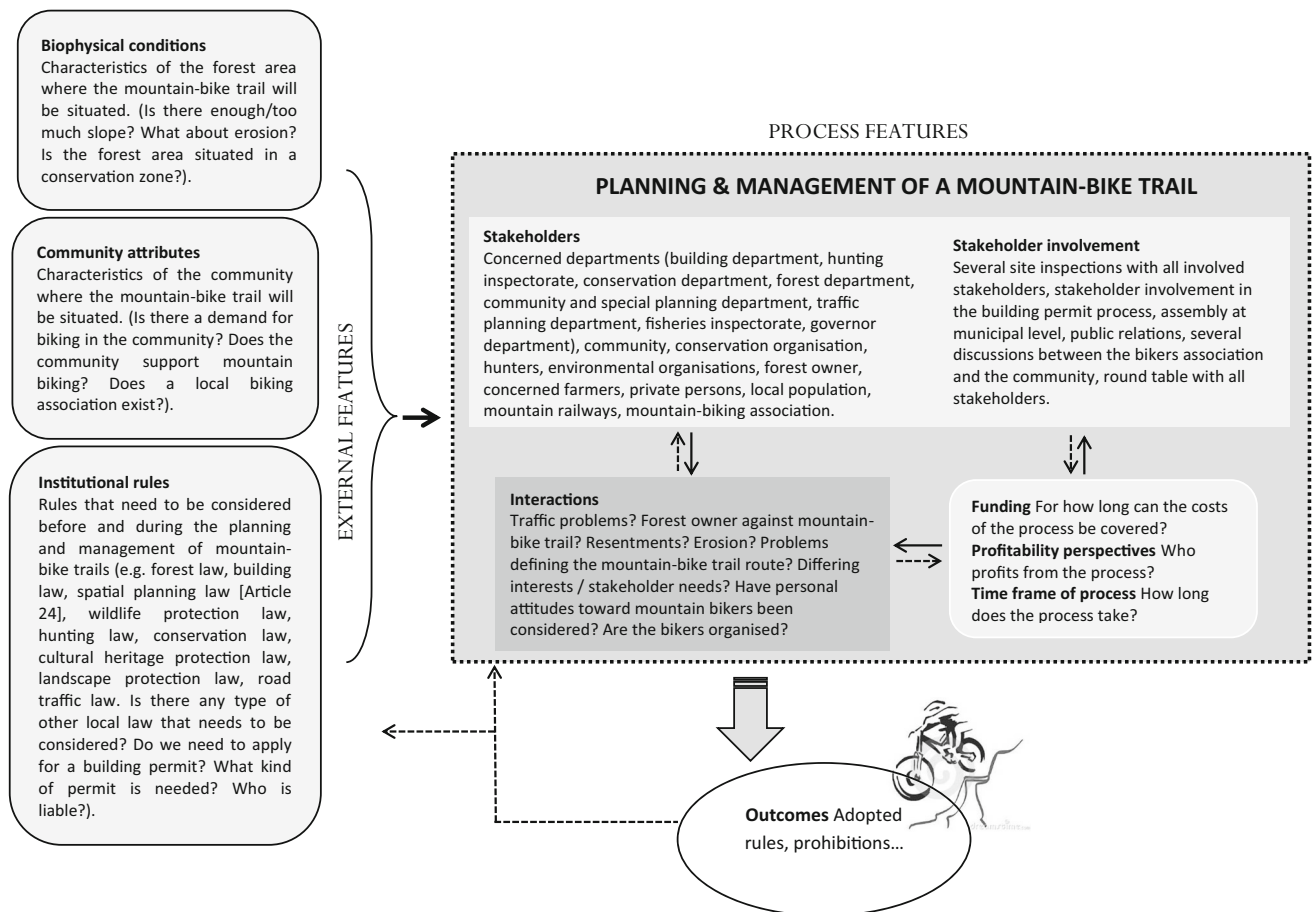 Biophysical conditions
Characteristics of the forest area
where the mountain-bike trail will
be situated. (Is there enough/too
much slope? What about erosion?
Is the forest area situated in a
conservation zone?).
Community attributes
Characteristics of the community
where the mountain-bike trail will
be situated. (Is there a demand for
biking in the community? Does the
community support mountain
biking? Does a local biking
association exist?).
Institutional rules
Rules that need to be considered
before and during the planning
and management of mountain-
bike trails (e.g. forest law, building
law, spatial planning law [Article
24], wildlife protection law,
hunting law, conservation law,
cultural heritage protection law,
landscape protection law, road
traffic law. Is there any type of
other local law that needs to be
considered? Do we need to apply
for a building permit? What kind
of permit is needed? Who is
liable?).
EXTERNAL FEATURES
PROCESS FEATURES
PLANNING & MANAGEMENT OF A MOUNTAIN-BIKE TRAIL
Stakeholders
Concerned departments (building department, hunting
inspectorate, conservation department, forest department,
community and special planning department, traffic
planning department, fisheries inspectorate, governor
department), community, conservation organisation,
hunters, environmental organisations, forest owner,
concerned farmers, private persons, local population,
mountain railways, mountain-biking association.
Stakeholder involvement
Several site inspections with all involved
stakeholders, stakeholder involvement in
the building permit process, assembly at
municipal level, public relations, several
discussions between the bikers association
and the community, round table with all
stakeholders.
Interactions
Traffic problems? Forest owner against mountain-
bike trail? Resentments? Erosion? Problems
defining the mountain-bike trail route? Differing
interests / stakeholder needs? Have personal
attitudes toward mountain bikers been
considered? Are the bikers organised?
Funding For how long can the costs
of the process be covered?
Profitability perspectives Who
profits from the process?
Time frame of process How long
does the process take?
Outcomes Adopted
rules, prohibitions...